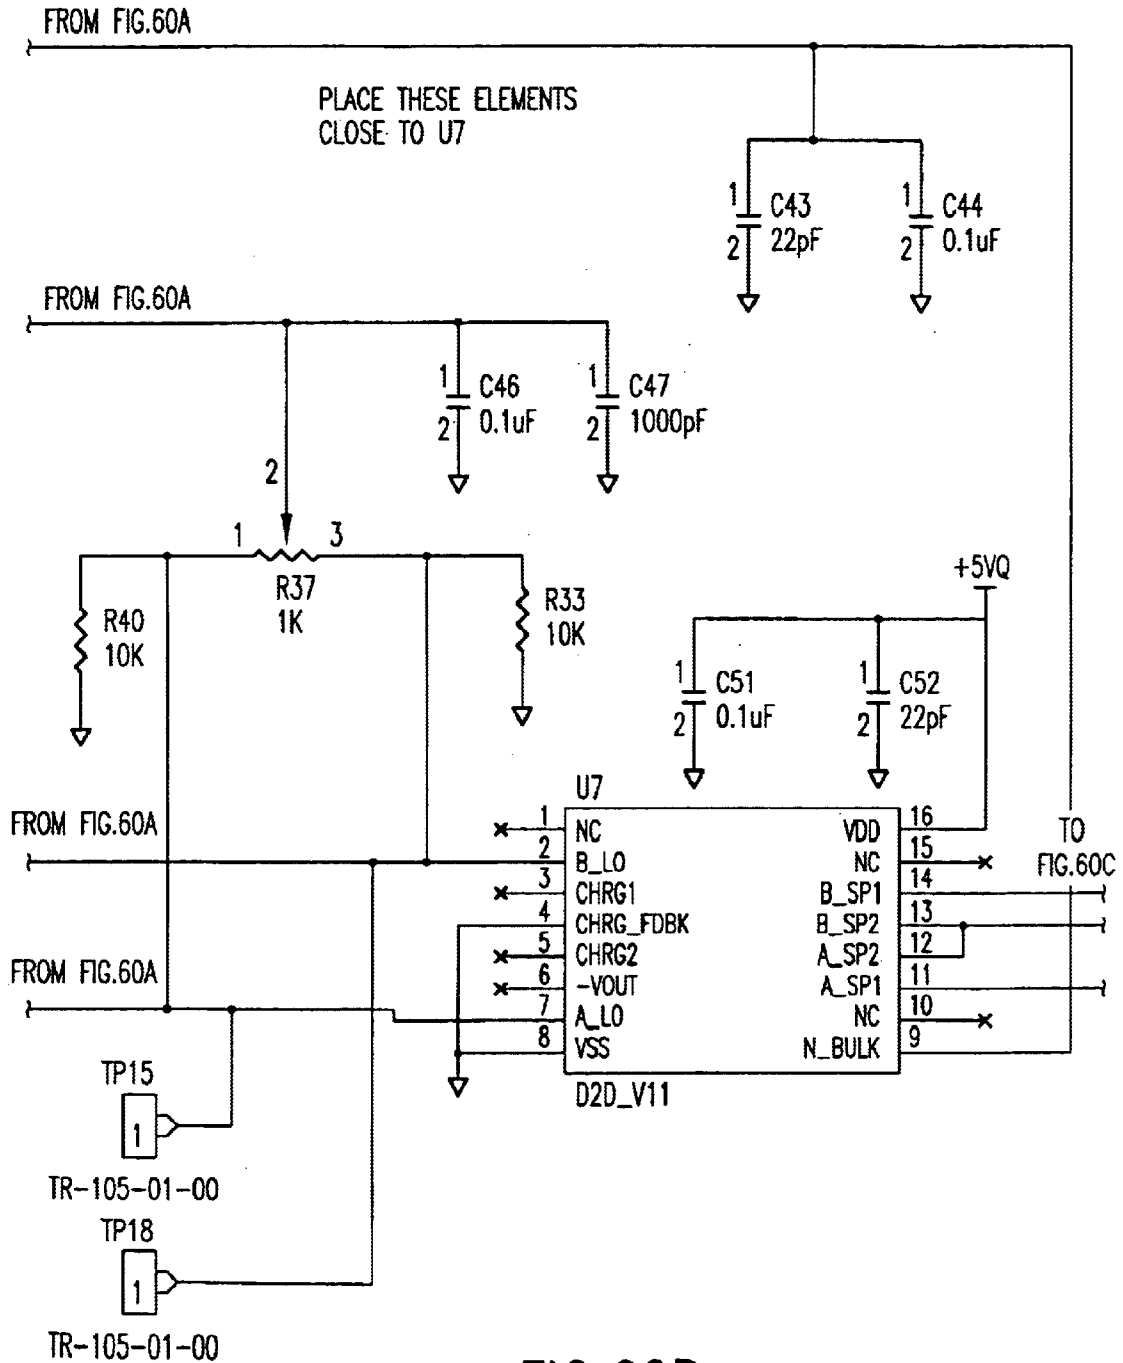 FROM FIG.60A
PLACE THESE ELEMENTS
CLOSE TO U7
1
C43
22pF
2
1
C44
0.1uF
2
FROM FIG.60A
1
C46
0.1uF
2
1
C47
1000pF
2
2
1
3
R37
1K
R40
10K
R33
10K
+5VQ
1
C51
0.1uF
2
1
C52
22pF
2
U7
FROM FIG.60A
1 NC
2 B_LO
3 CHRG1
4 CHRG_FDBK
5 CHRG2
6 -VOUT
7 A_LO
8 VSS
VDD 16
NC 15
B_SP1 14
B_SP2 13
A_SP2 12
A_SP1 11
NC 10
N_BULK 9
TO
FIG.60C
FROM FIG.60A
D2D_V11
TP15
1
TR-105-01-00
TP18
1
TR-105-01-00